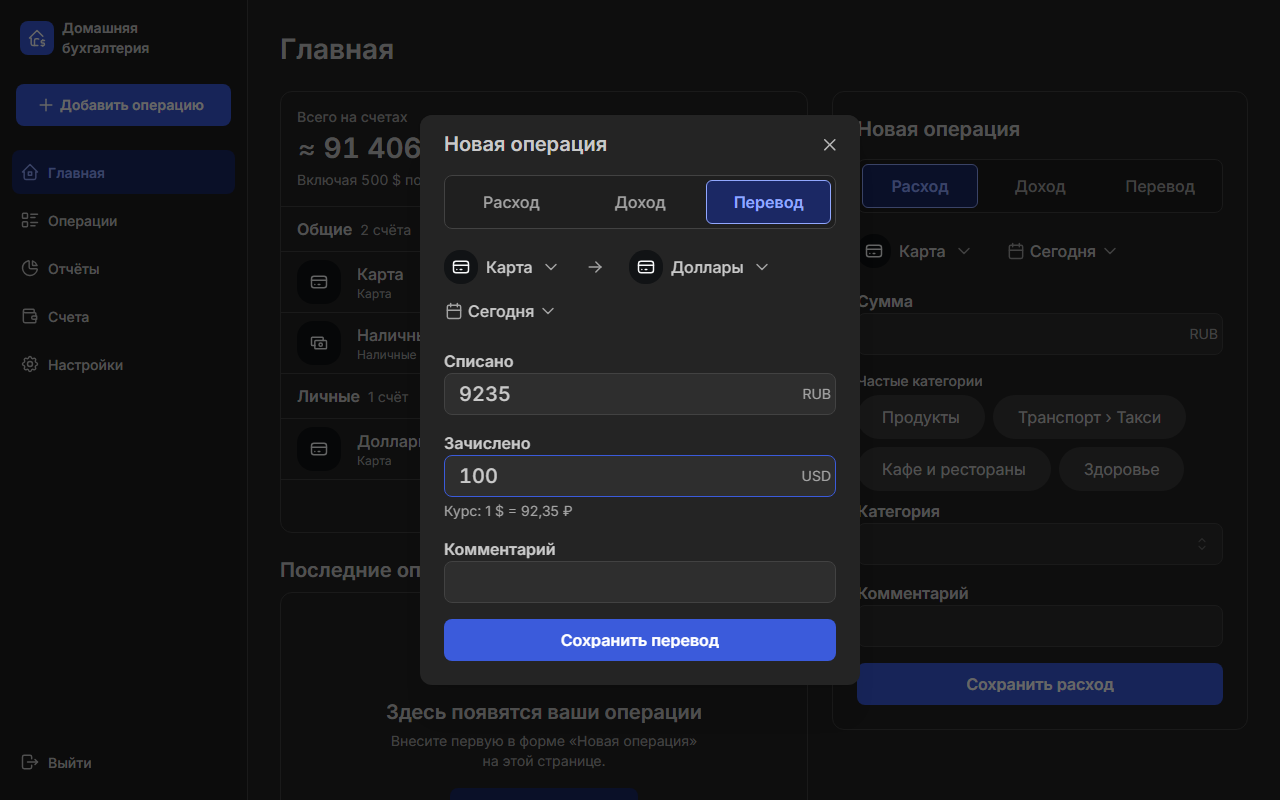 Домашняя
бухгалтерия
Добавить операцию
Главная
Операции
Отчёты
Счета
Настройки
Выйти
Главная
Всего на счетах
≈ 91 406
Включая 500 $
Общие 2 счёта
Карта
Карта
Наличные
Личные 1 счёт
Карта
Последние
Здесь появятся ваши операции
Внесите первую в форме «Новая операция»
на этой странице.
Новая операция
Расход
Доход
Перевод
Карта
Доллары
Сегодня
Списано
9235 RUB
Зачислено
100 USD
Курс: 1 $ = 92,35 ₽
Комментарий
Сохранить перевод
Новая операция
Расход
Доход
Перевод
Карта
Сегодня
Сумма
RUB
Частые категории
Продукты
Транспорт › Такси
Кафе и рестораны
Здоровье
Категория
Комментарий
Сохранить расход